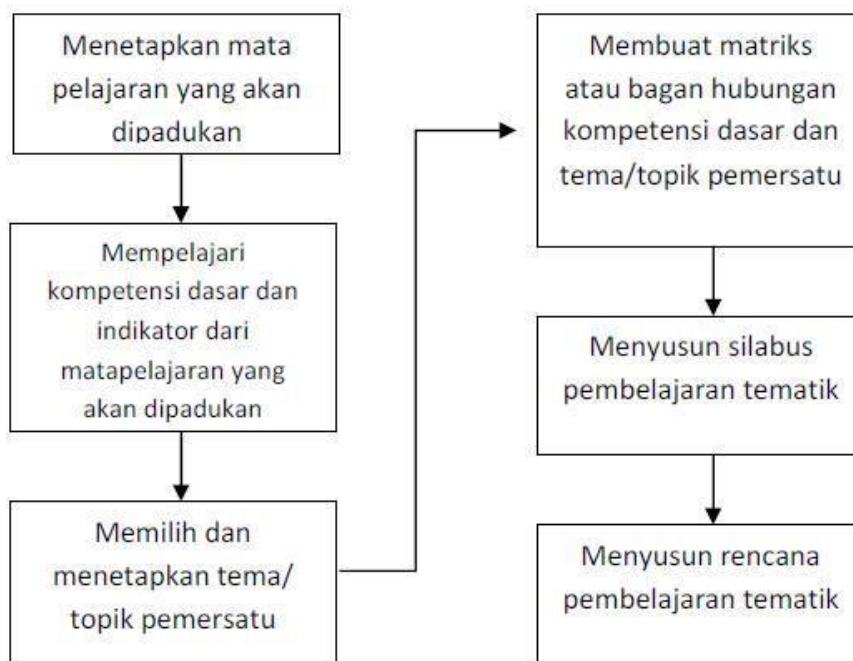 Menetapkan mata
pelajaran yang akan
dipadukan
Mempelajari
kompetensi dasar dan
indikator dari
matapelajaran yang
akan dipadukan
Memilih dan
menetapkan tema/
topik pemersatu
Membuat matriks
atau bagan hubungan
kompetensi dasar dan
tema/topik pemersatu
Menyusun silabus
pembelajaran tematik
Menyusun rencana
pembelajaran tematik